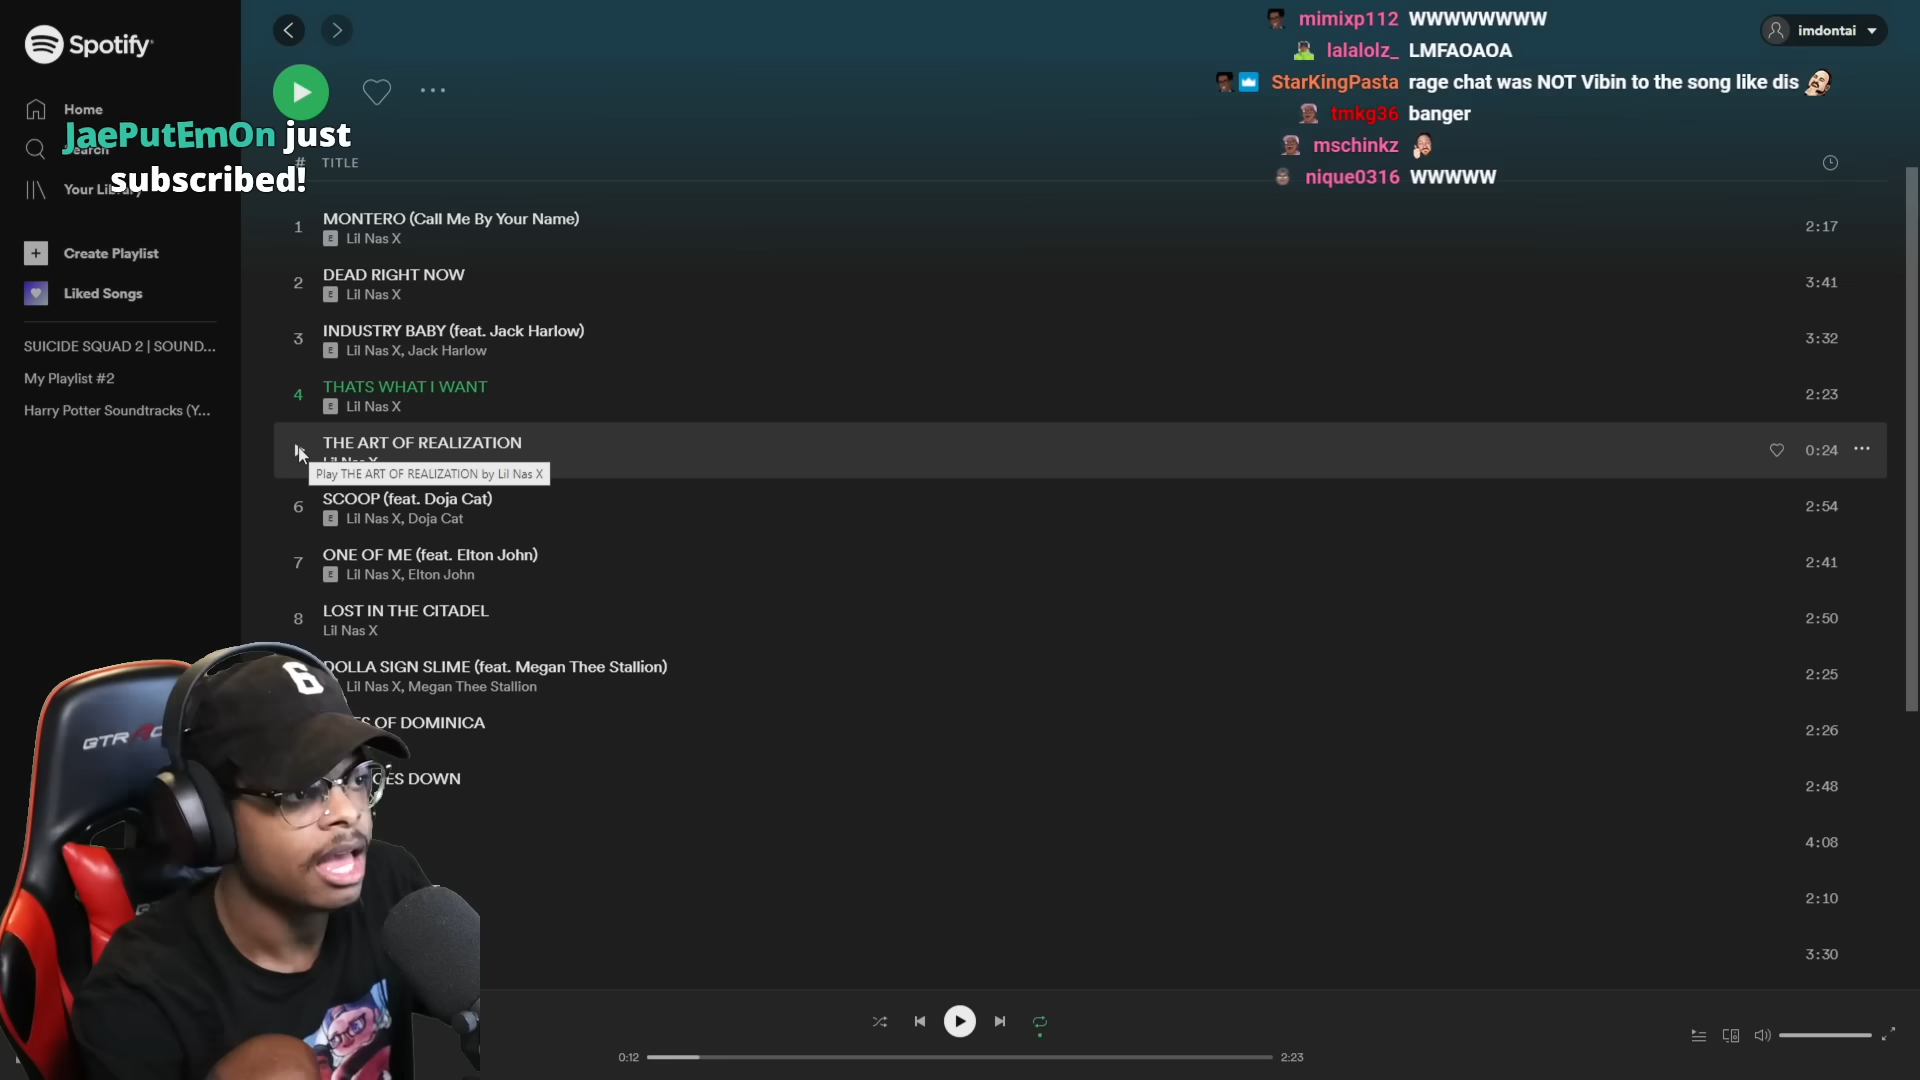 Spotify
imdontai
Home
Search
Your Library
JaePutEmOn just
subscribed!
Create Playlist
Liked Songs
SUICIDE SQUAD 2 | SOUND...
My Playlist #2
Harry Potter Soundtracks (Y...
mimixp112 WWWWWWWW
lalalolz_ LMFAOAOA
StarKingPasta rage chat was NOT Vibin to the song like dis
tmkg36 banger
mschinkz
nique0316 WWWWW
# TITLE
1 MONTERO (Call Me By Your Name) 2:17
E Lil Nas X
2 DEAD RIGHT NOW 3:41
E Lil Nas X
3 INDUSTRY BABY (feat. Jack Harlow) 3:32
E Lil Nas X, Jack Harlow
4 THATS WHAT I WANT 2:23
E Lil Nas X
THE ART OF REALIZATION 0:24
Lil Nas X
Play THE ART OF REALIZATION by Lil Nas X
6 SCOOP (feat. Doja Cat) 2:54
E Lil Nas X, Doja Cat
7 ONE OF ME (feat. Elton John) 2:41
E Lil Nas X, Elton John
8 LOST IN THE CITADEL 2:50
Lil Nas X
DOLLA SIGN SLIME (feat. Megan Thee Stallion) 2:25
Lil Nas X, Megan Thee Stallion
OF DOMINICA 2:26
DOWN 2:48
4:08
2:10
3:30
6
0:12 2:23